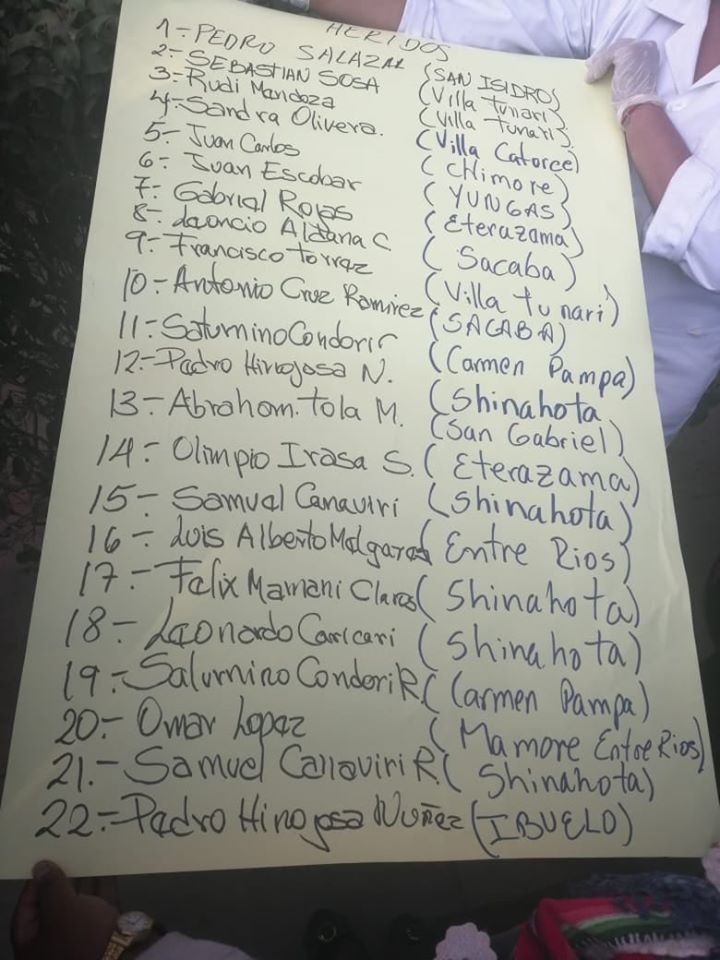 HERIDOS
1-. PEDRO SALAZAR (SAN ISIDRO)
2.- SEBASTIAN SOSA (Villa Tunari)
3.- Rudi Mendoza (Villa Tunari)
4.- Sandra Olivera. (Villa Catorce)
5.- Juan Carlos (Chimore)
6.- Juan Escobar (YUNGAS)
7.- Gabriel Rojas (Eterazama)
8.- Leoncio Aldana C (Sacaba)
9.- Francisco Torrez (Villa tunari)
10.- Antonio Cruz Ramirez (SACABA)
11.- Saturnino Condori r (Carmen Pampa)
12.- Pedro Hinojosa N. (Shinahota
13.- Abraham. Tola M. (San Gabriel)
14.- Olimpio Irasa S. (Eterazama)
15.- Samuel Canaviri (Shinahota)
16.- Luis Alberto (Entre Rios)
17.- Felix Mamani Claros (Shinahota)
18.- Leonardo Caricari (Shinahota)
19.- Saturnino Condori R. (Carmen Pampa)
20.- Omar Lopez (Mamore Entre Rios)
21.- Samuel Canaviri R. (Shinahota)
22.- Pedro Hinojosa Nuñez (IBUELO)